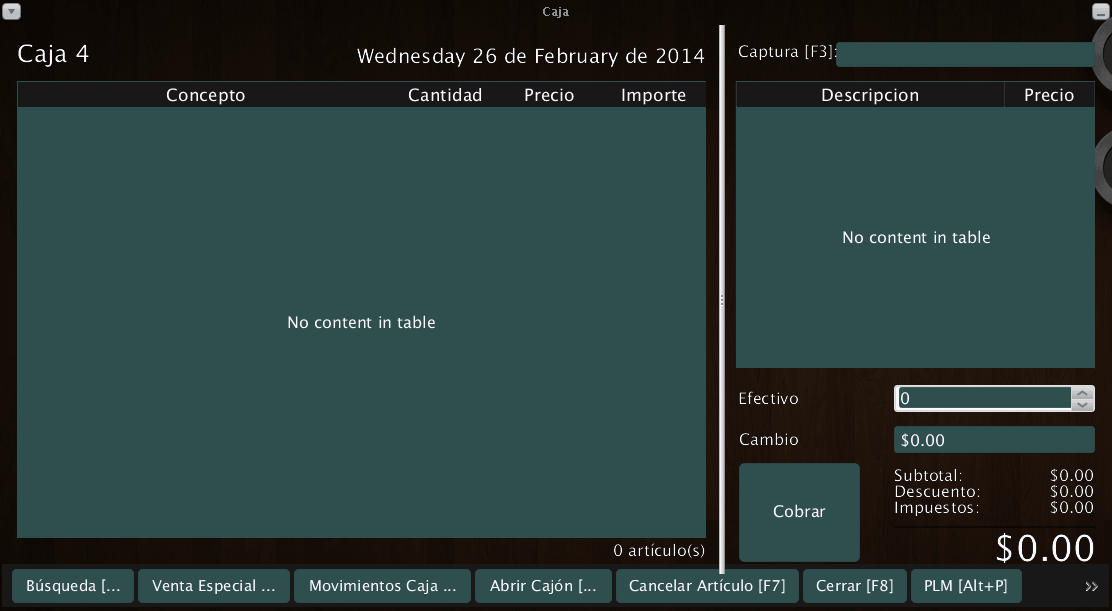 Caja
Caja 4
Wednesday 26 de February de 2014
Concepto Cantidad Precio Importe
No content in table
0 artículo(s)
Captura [F3]:
Descripcion Precio
No content in table
Efectivo 0
Cambio $0.00
Cobrar
Subtotal: $0.00
Descuento: $0.00
Impuestos: $0.00
$0.00
Búsqueda [... Venta Especial ... Movimientos Caja ... Abrir Cajón [... Cancelar Artículo [F7] Cerrar [F8] PLM [Alt+P]